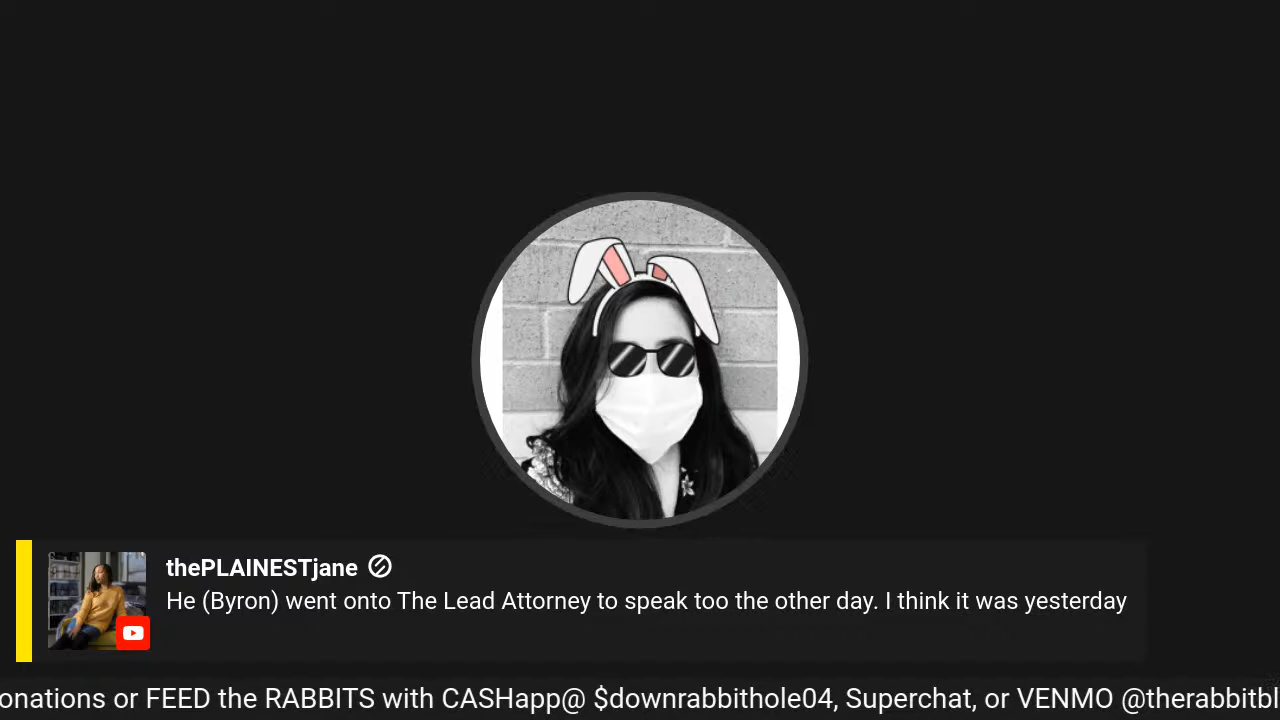 thePLAINESTjane
He (Byron) went onto The Lead Attorney to speak too the other day. I think it was yesterday
onations or FEED the RABBITS with CASHapp@ $downrabbithole04, Superchat, or VENMO @therabbitbl